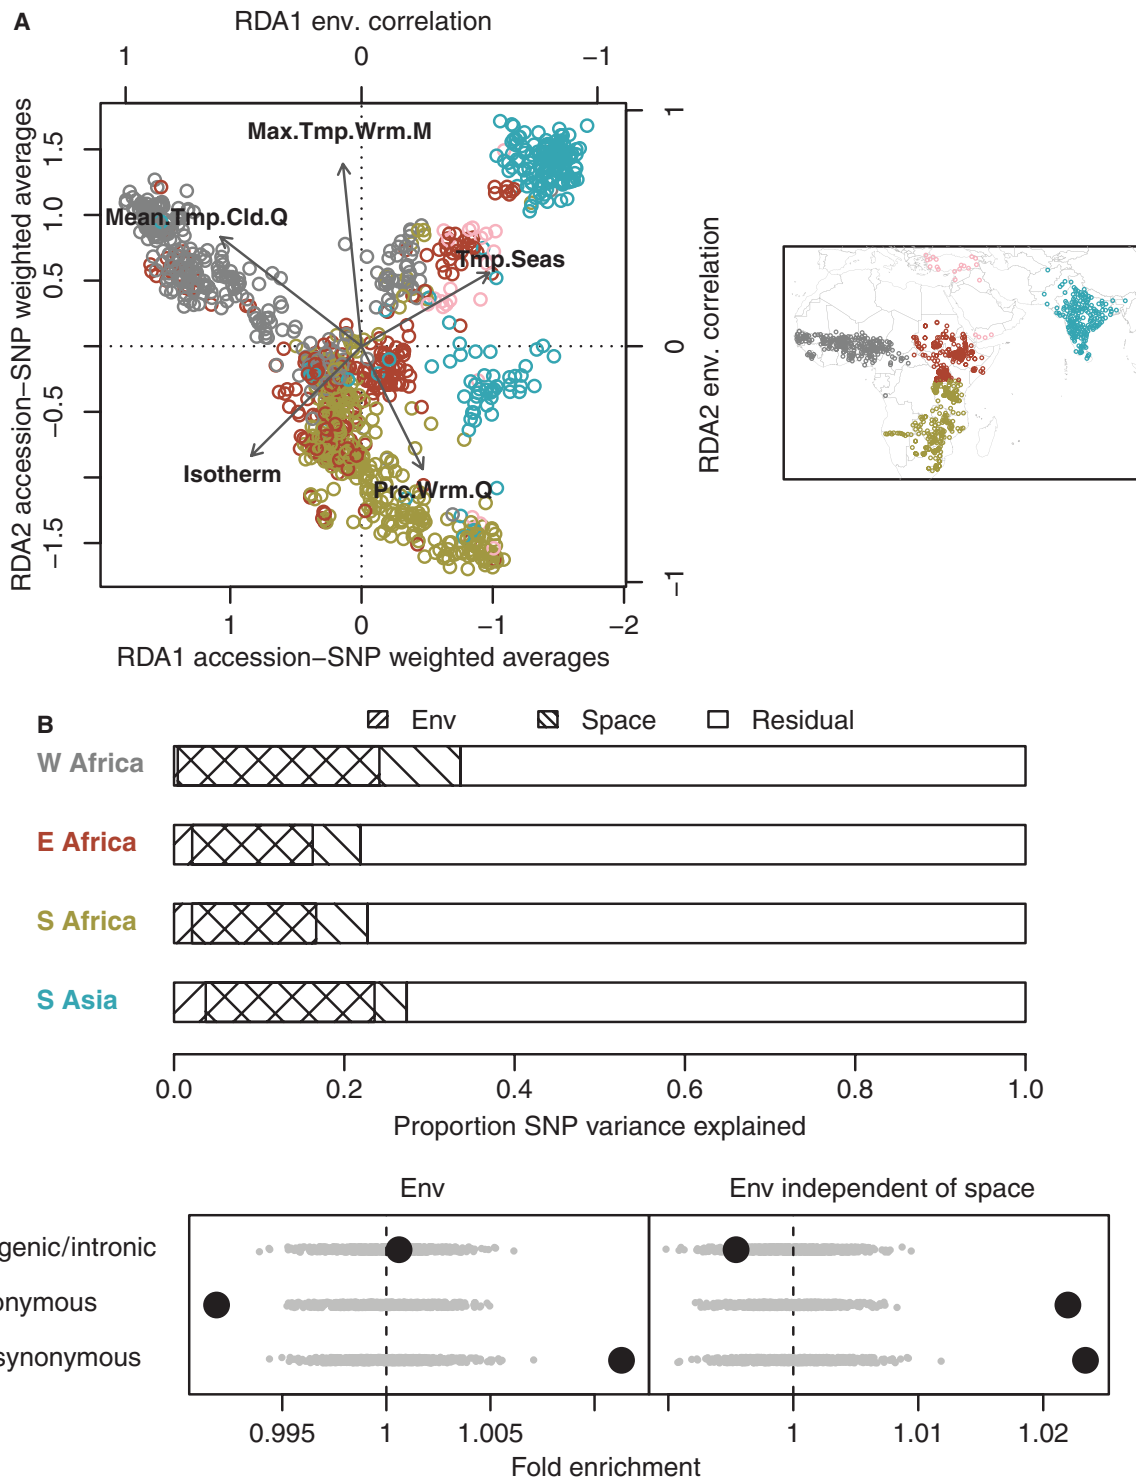 A
RDA1 env. correlation
1 0 −1
RDA2 accession−SNP weighted averages
1.5
1.0
0.5
−0.5
−1.5
Max.Tmp.Wrm.M
Mean.Tmp.Cld.Q
Tmp.Seas
Isotherm
Prc.Wrm.Q
1
0
−1
RDA2 env. correlation
1 0 −1 −2
RDA1 accession−SNP weighted averages
B
Env Space Residual
W Africa
E Africa
S Africa
S Asia
0.0 0.2 0.4 0.6 0.8 1.0
Proportion SNP variance explained
Env Env independent of space
genic/intronic
onymous
synonymous
0.995 1 1.005 1 1.01 1.02
Fold enrichment